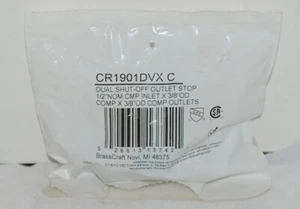 CR1901DVX C
DUAL SHUT-OFF OUTLET STOP
1/2"NOM CMP INLET X 3/8"OD
COMP X 3/8"OD COMP OUTLETS
BrassCraft Novi, MI 48375